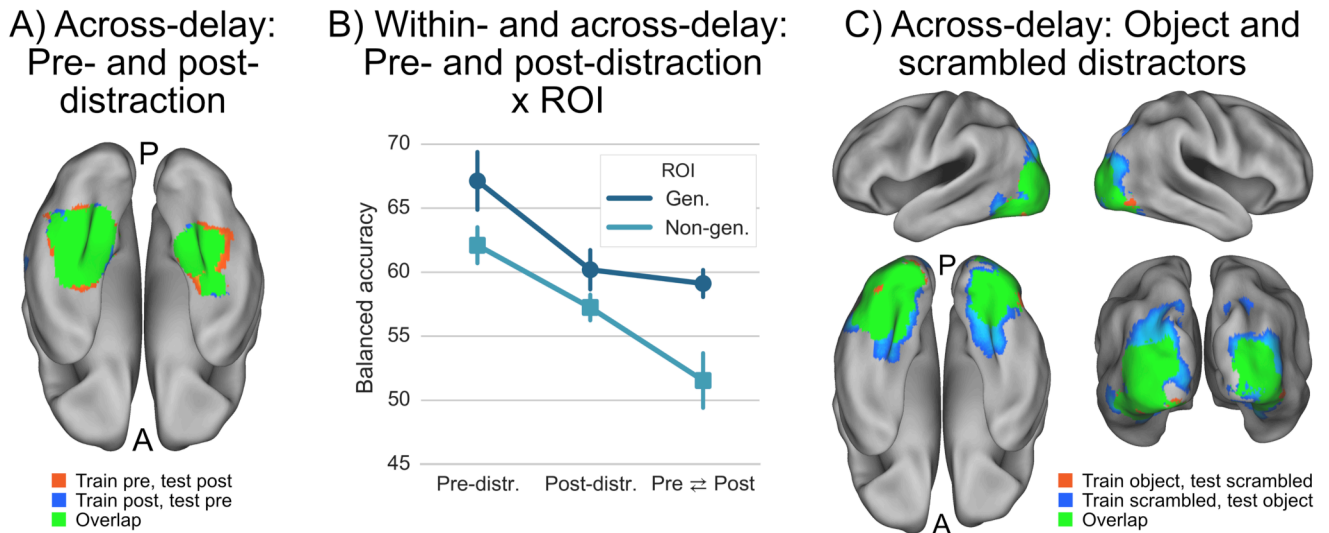 A) Across-delay:
Pre- and post-
distraction
P
A
Train pre, test post
Train post, test pre
Overlap
B) Within- and across-delay:
Pre- and post-distraction
x ROI
Balanced accuracy
70
65
60
55
50
45
ROI
Gen.
Non-gen.
Pre-distr.
Post-distr.
Pre ⇄ Post
C) Across-delay: Object and
scrambled distractors
P
A
Train object, test scrambled
Train scrambled, test object
Overlap